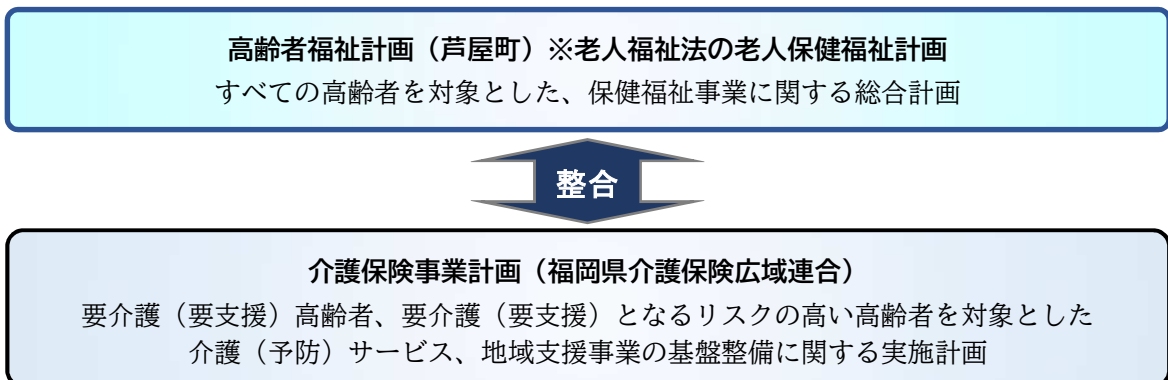 高齢者福祉計画（芦屋町）※老人福祉法の老人保健福祉計画
すべての高齢者を対象とした、保健福祉事業に関する総合計画
整合
介護保険事業計画（福岡県介護保険広域連合）
要介護（要支援）高齢者、要介護（要支援）となるリスクの高い高齢者を対象とした
介護（予防）サービス、地域支援事業の基盤整備に関する実施計画